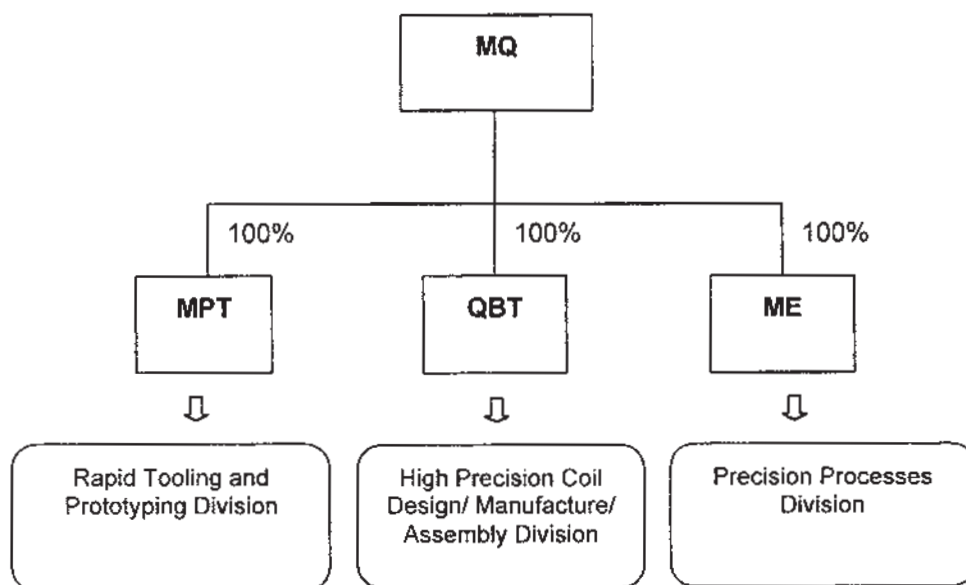 MQ
100%
100%
100%
MPT
QBT
ME
Rapid Tooling and
Prototyping Division
High Precision Coil
Design/ Manufacture/
Assembly Division
Precision Processes
Division